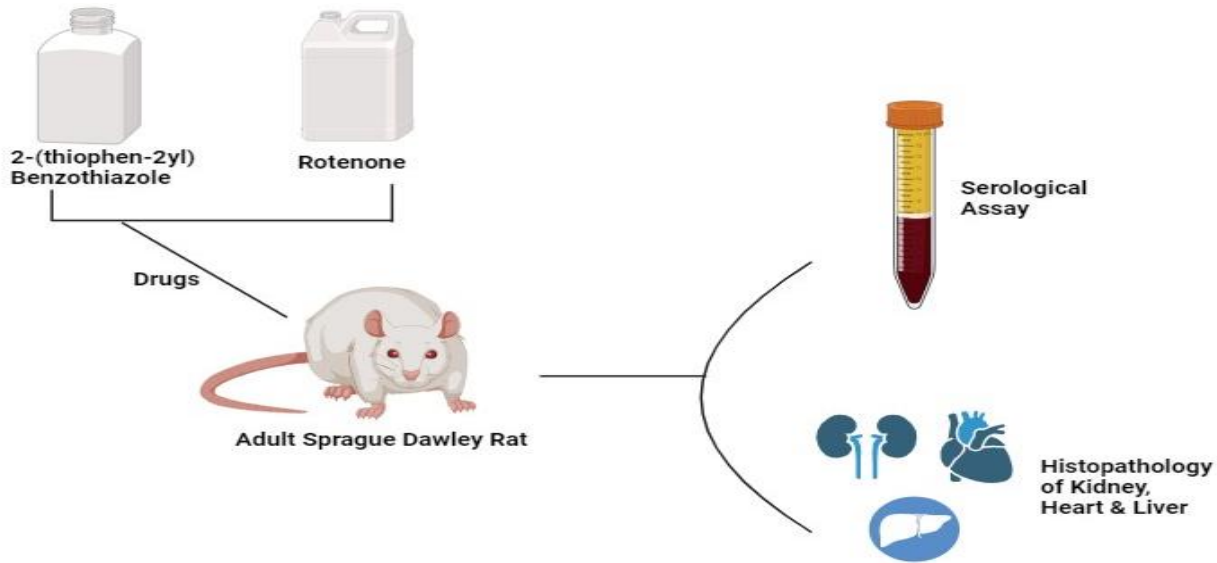 2-(thiophen-2yl)
Benzothiazole
Rotenone
Drugs
Adult Sprague Dawley Rat
Serological
Assay
Histopathology
of Kidney,
Heart & Liver